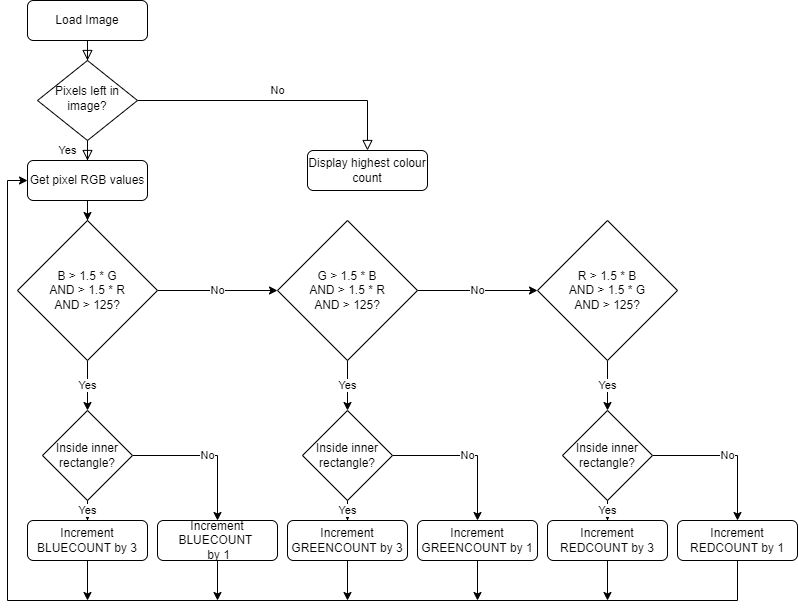 Load Image
Pixels left in
image?
No
Yes
Display highest colour
count
Get pixel RGB values
B > 1.5 * G
AND > 1.5 * R
AND > 125?
No
G > 1.5 * B
AND > 1.5 * R
AND > 125?
No
R > 1.5 * B
AND > 1.5 * G
AND > 125?
Yes
Yes
Yes
Inside inner
rectangle?
No
Inside inner
rectangle?
No
Inside inner
rectangle?
No
Yes
Yes
Yes
Increment
BLUECOUNT by 3
Increment
BLUECOUNT
by 1
Increment
GREENCOUNT by 3
Increment
GREENCOUNT by 1
Increment
REDCOUNT by 3
Increment
REDCOUNT by 1